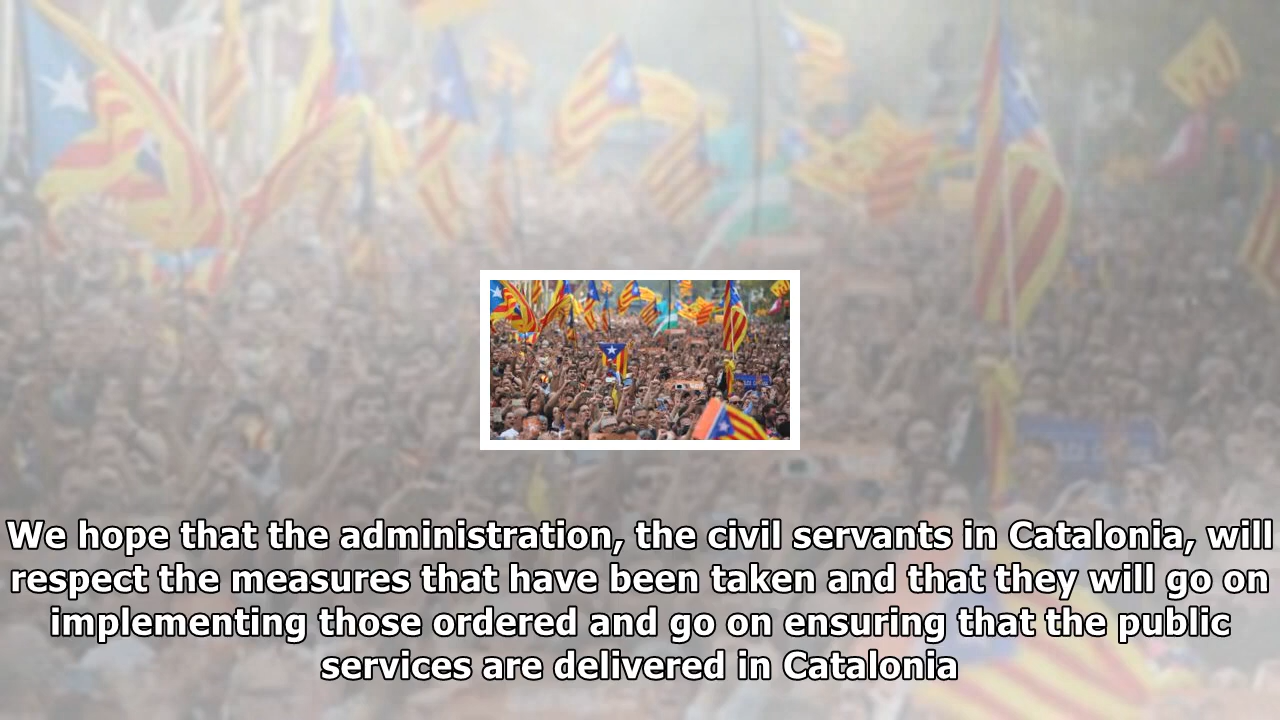 We hope that the administration, the civil servants in Catalonia, will
respect the measures that have been taken and that they will go on
implementing those ordered and go on ensuring that the public
services are delivered in Catalonia